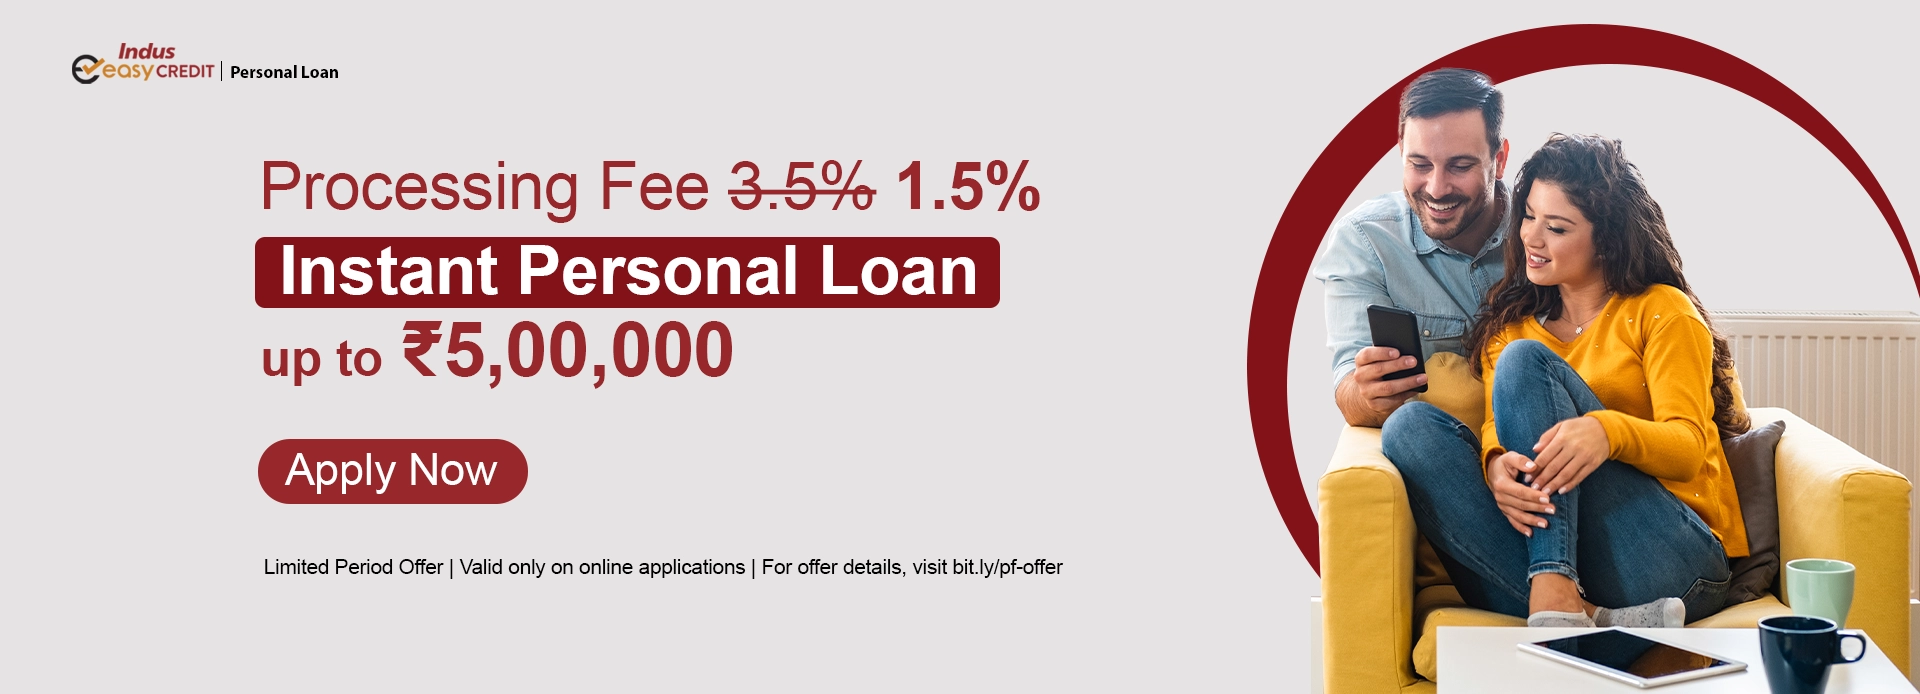 Indus
easy CREDIT | Personal Loan
Processing Fee 3.5% 1.5%
Instant Personal Loan
up to ₹5,00,000
Apply Now
Limited Period Offer | Valid only on online applications | For offer details, visit bit.ly/pf-offer